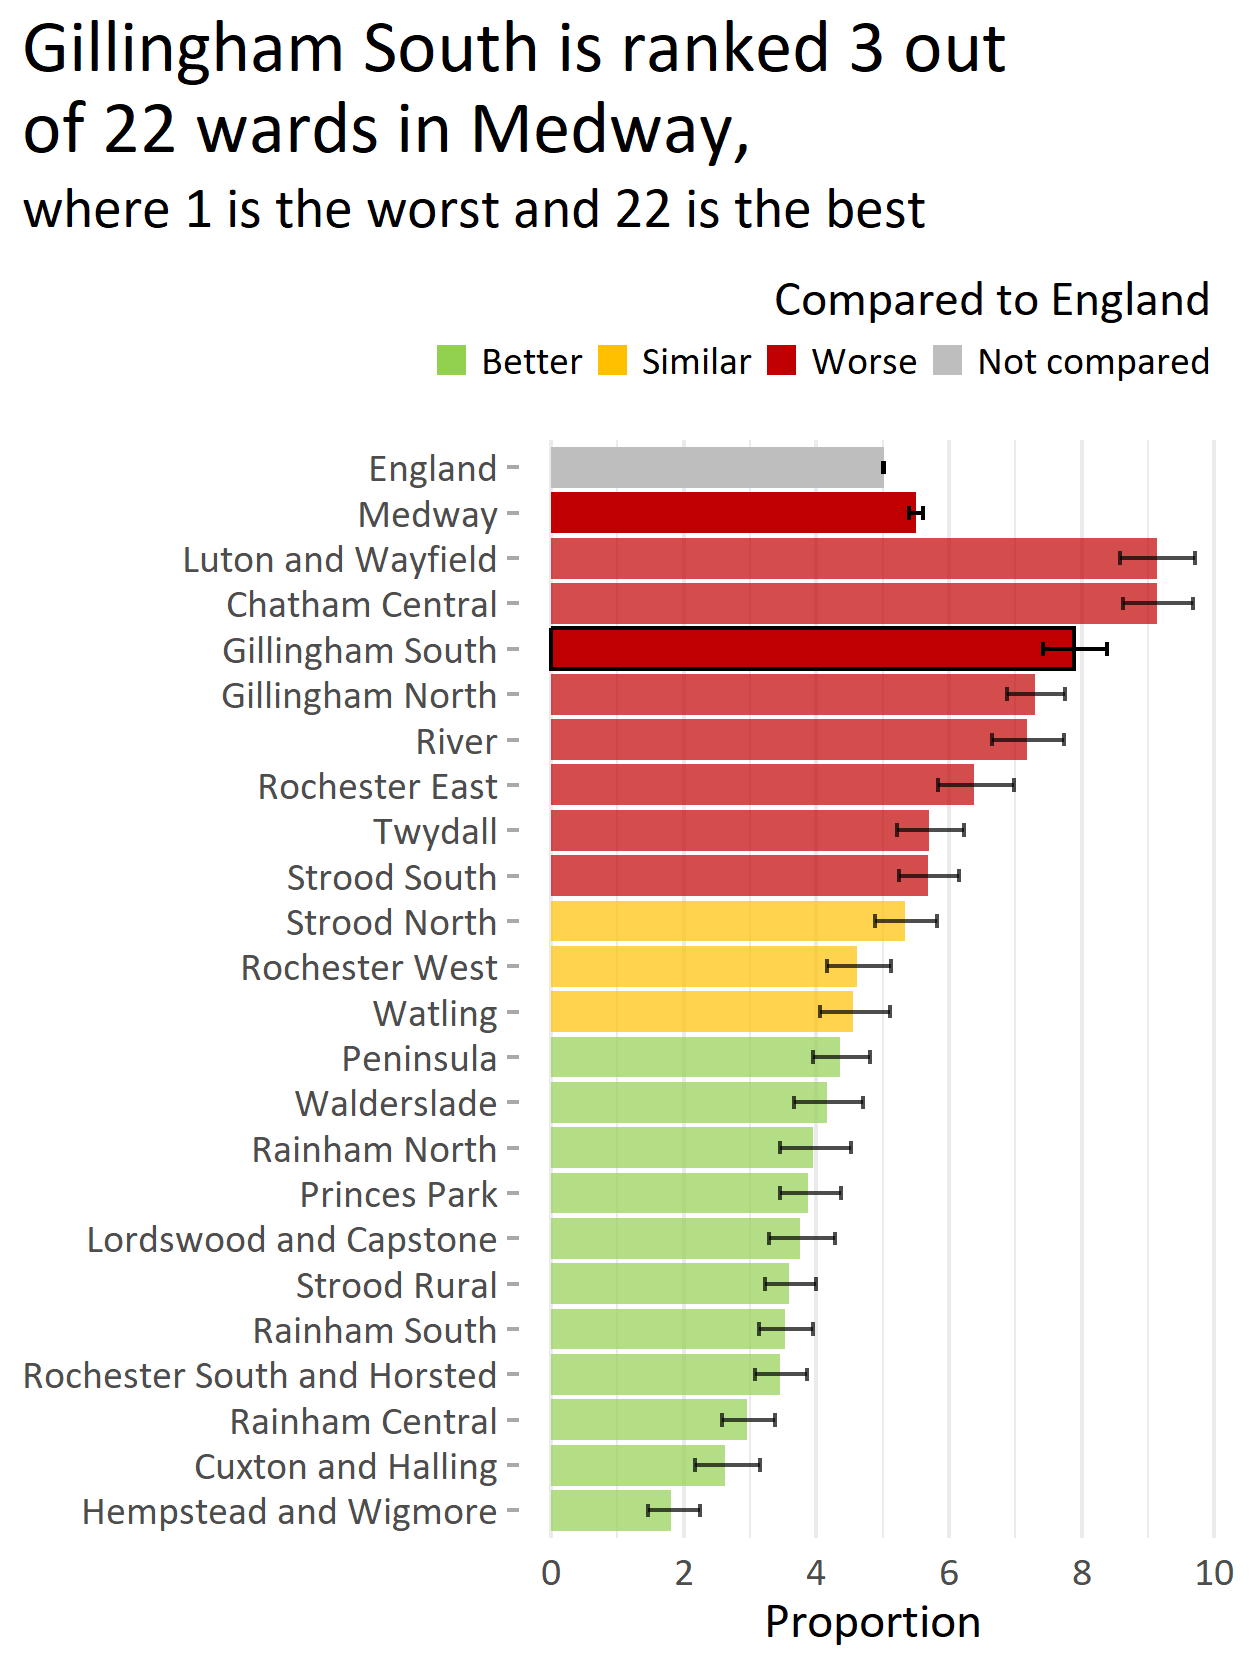 Gillingham South is ranked 3 out
of 22 wards in Medway,
where 1 is the worst and 22 is the best
Compared to England
Better Similar Worse Not compared
England
Medway
Luton and Wayfield
Chatham Central
Gillingham South
Gillingham North
River
Rochester East
Twydall
Strood South
Strood North
Rochester West
Watling
Peninsula
Walderslade
Rainham North
Princes Park
Lordswood and Capstone
Strood Rural
Rainham South
Rochester South and Horsted
Rainham Central
Cuxton and Halling
Hempstead and Wigmore
0 2 4 6 8 10
Proportion